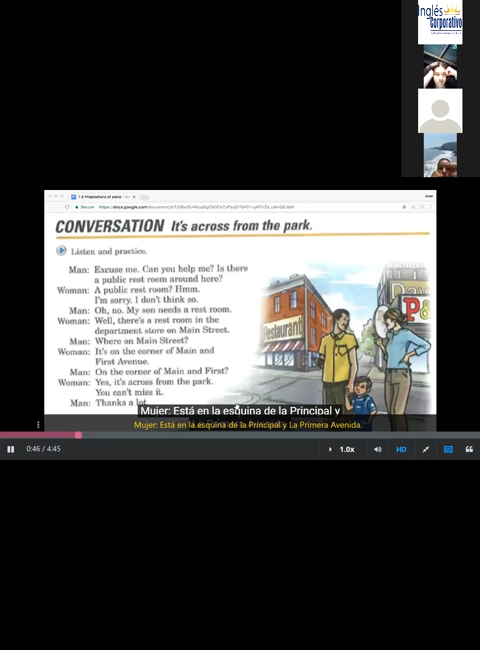 Inglés
Corporativo
CONVERSATION It's across from the park.
Listen and practice.
Man: Excuse me. Can you help me? Is there
a public rest room around here?
Woman: A public rest room? Hmm.
I'm sorry. I don't think so.
Man: Oh, no. My son needs a rest room.
Woman: Well, there's a rest room in the
department store on Main Street.
Man: Where on Main Street?
Woman: It's on the corner of Main and
First Avenue.
Man: On the corner of Main and First?
Woman: Yes, it's across from the park.
You can't miss it.
Man: Thanks a lot.
Restaurant
P&
Mujer: Está en la esquina de la Principal y
Mujer: Está en la esquina de la Principal y La Primera Avenida.
0:46 / 4:45
1.0x
HD